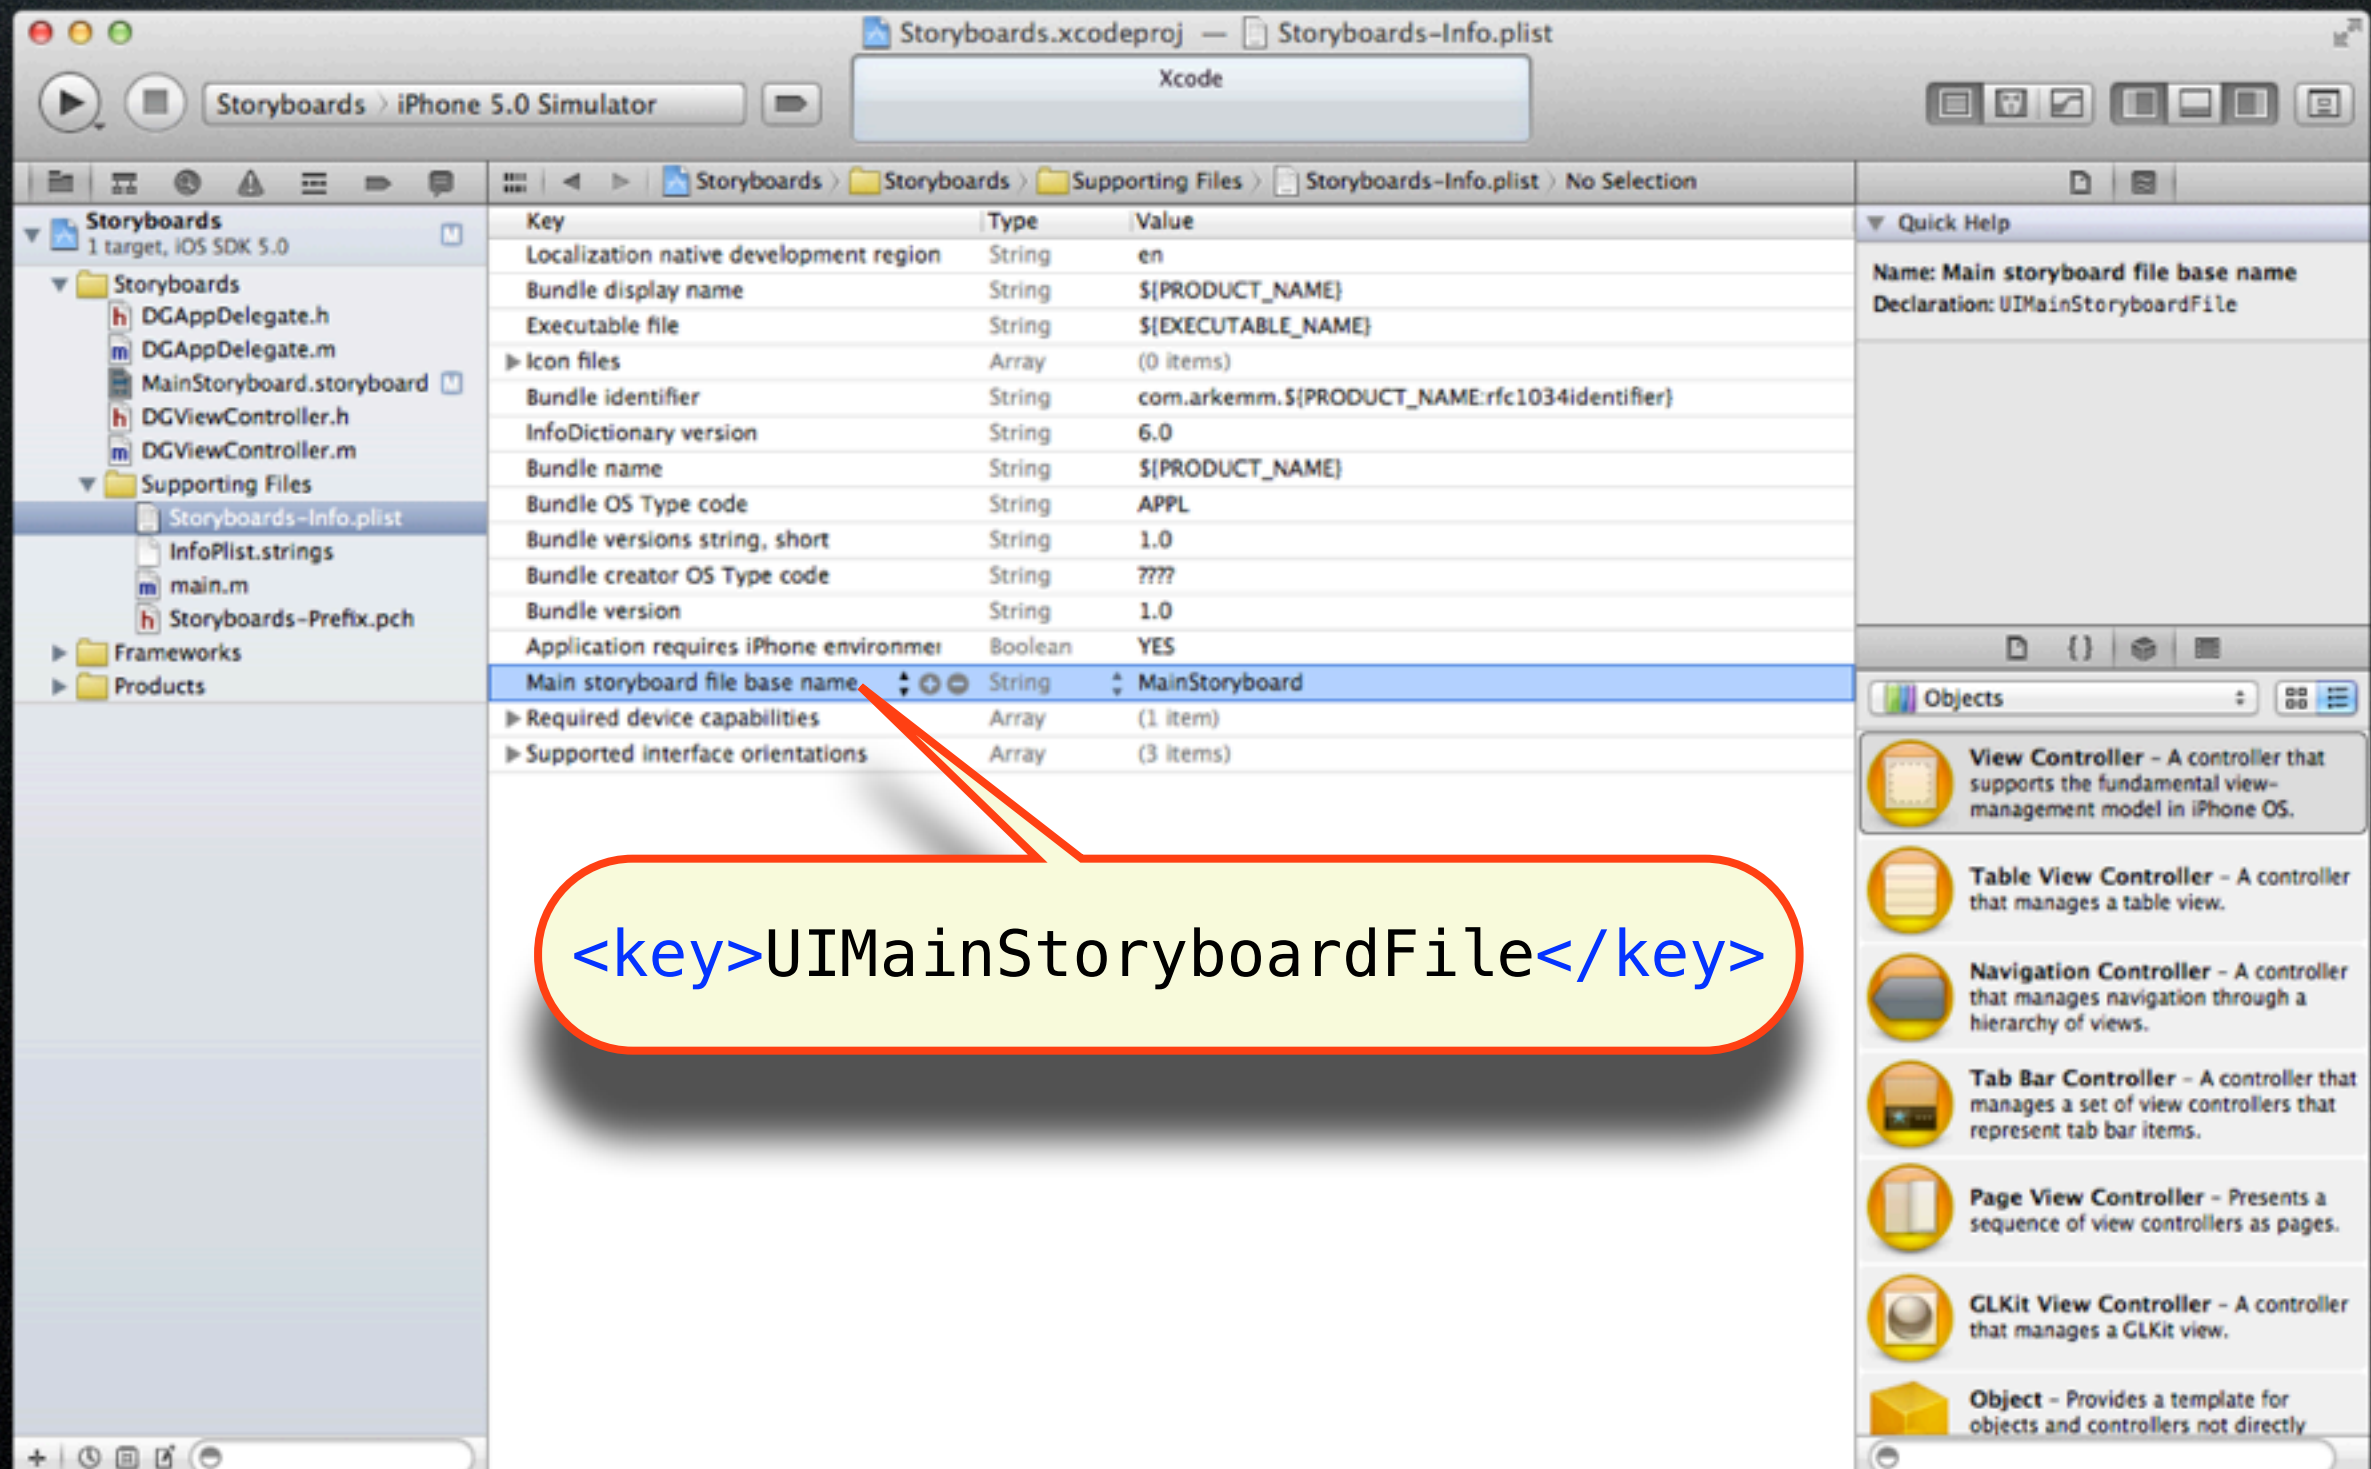 Storyboards.xcodeproj — Storyboards-Info.plist
Xcode
Storyboards › iPhone 5.0 Simulator
Storyboards › Storyboards › Supporting Files › Storyboards-Info.plist › No Selection
Storyboards
1 target, iOS SDK 5.0
M
Storyboards
h DGAppDelegate.h
m DGAppDelegate.m
MainStoryboard.storyboard M
h DGViewController.h
m DGViewController.m
Supporting Files
Storyboards-Info.plist
InfoPlist.strings
m main.m
h Storyboards-Prefix.pch
Frameworks
Products
Key Type Value
Localization native development region String en
Bundle display name String ${PRODUCT_NAME}
Executable file String ${EXECUTABLE_NAME}
Icon files Array (0 items)
Bundle identifier String com.arkemm.${PRODUCT_NAME:rfc1034identifier}
InfoDictionary version String 6.0
Bundle name String ${PRODUCT_NAME}
Bundle OS Type code String APPL
Bundle versions string, short String 1.0
Bundle creator OS Type code String ????
Bundle version String 1.0
Application requires iPhone environmer Boolean YES
Main storyboard file base name String MainStoryboard
Required device capabilities Array (1 item)
Supported interface orientations Array (3 items)
<key>UIMainStoryboardFile</key>
Quick Help
Name: Main storyboard file base name
Declaration: UIMainStoryboardFile
{}
Objects
View Controller – A controller that
supports the fundamental view-
management model in iPhone OS.
Table View Controller – A controller
that manages a table view.
Navigation Controller – A controller
that manages navigation through a
hierarchy of views.
Tab Bar Controller – A controller that
manages a set of view controllers that
represent tab bar items.
Page View Controller – Presents a
sequence of view controllers as pages.
GLKit View Controller – A controller
that manages a GLKit view.
Object – Provides a template for
objects and controllers not directly